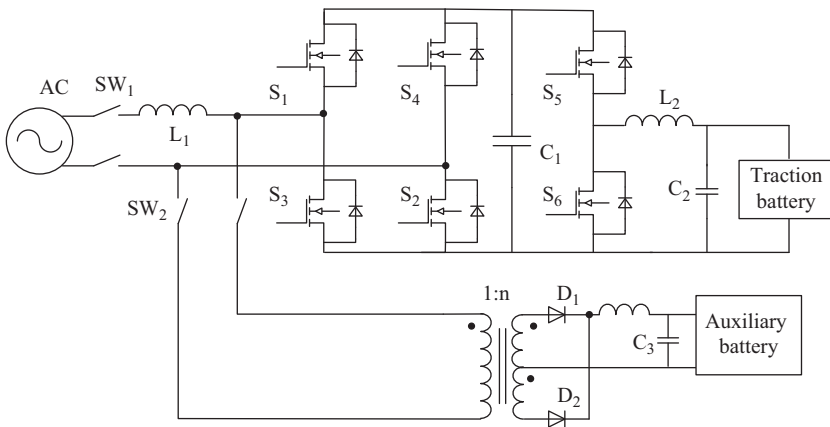 AC
SW1
L1
S1
S4
S5
L2
C1
C2
Traction
battery
S3
S2
S6
SW2
1:n
D1
C3
Auxiliary
battery
D2